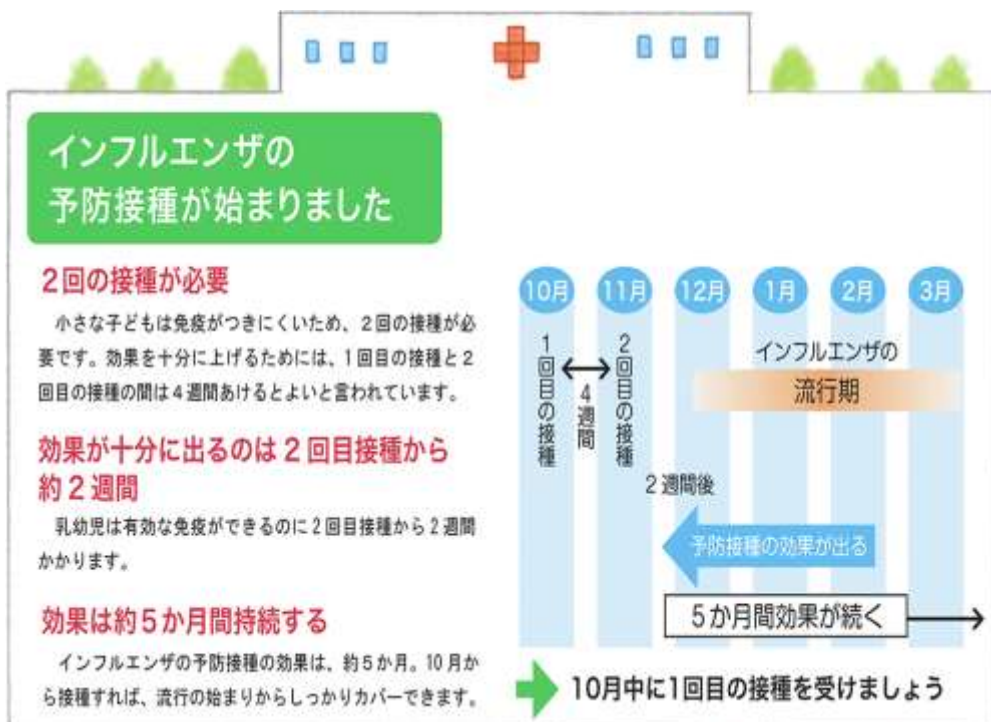 インフルエンザの
予防接種が始まりました
2回の接種が必要
小さな子どもは免疫がつきにくいため、2回の接種が必
要です。効果を十分に上げるためには、1回目の接種と2
回目の接種の間は4週間あけるとよいと言われています。
効果が十分に出るのは2回目接種から
約2週間
乳幼児は有効な免疫ができるのに2回目接種から2週間
かかります。
効果は約5か月間持続する
インフルエンザの予防接種の効果は、約5か月。10月か
ら接種すれば、流行の始まりからしっかりカバーできます。
10月 11月 12月 1月 2月 3月
1回目の接種
4週間
2回目の接種
インフルエンザの
流行期
2週間後
予防接種の効果が出る
5か月間効果が続く
10月中に1回目の接種を受けましょう